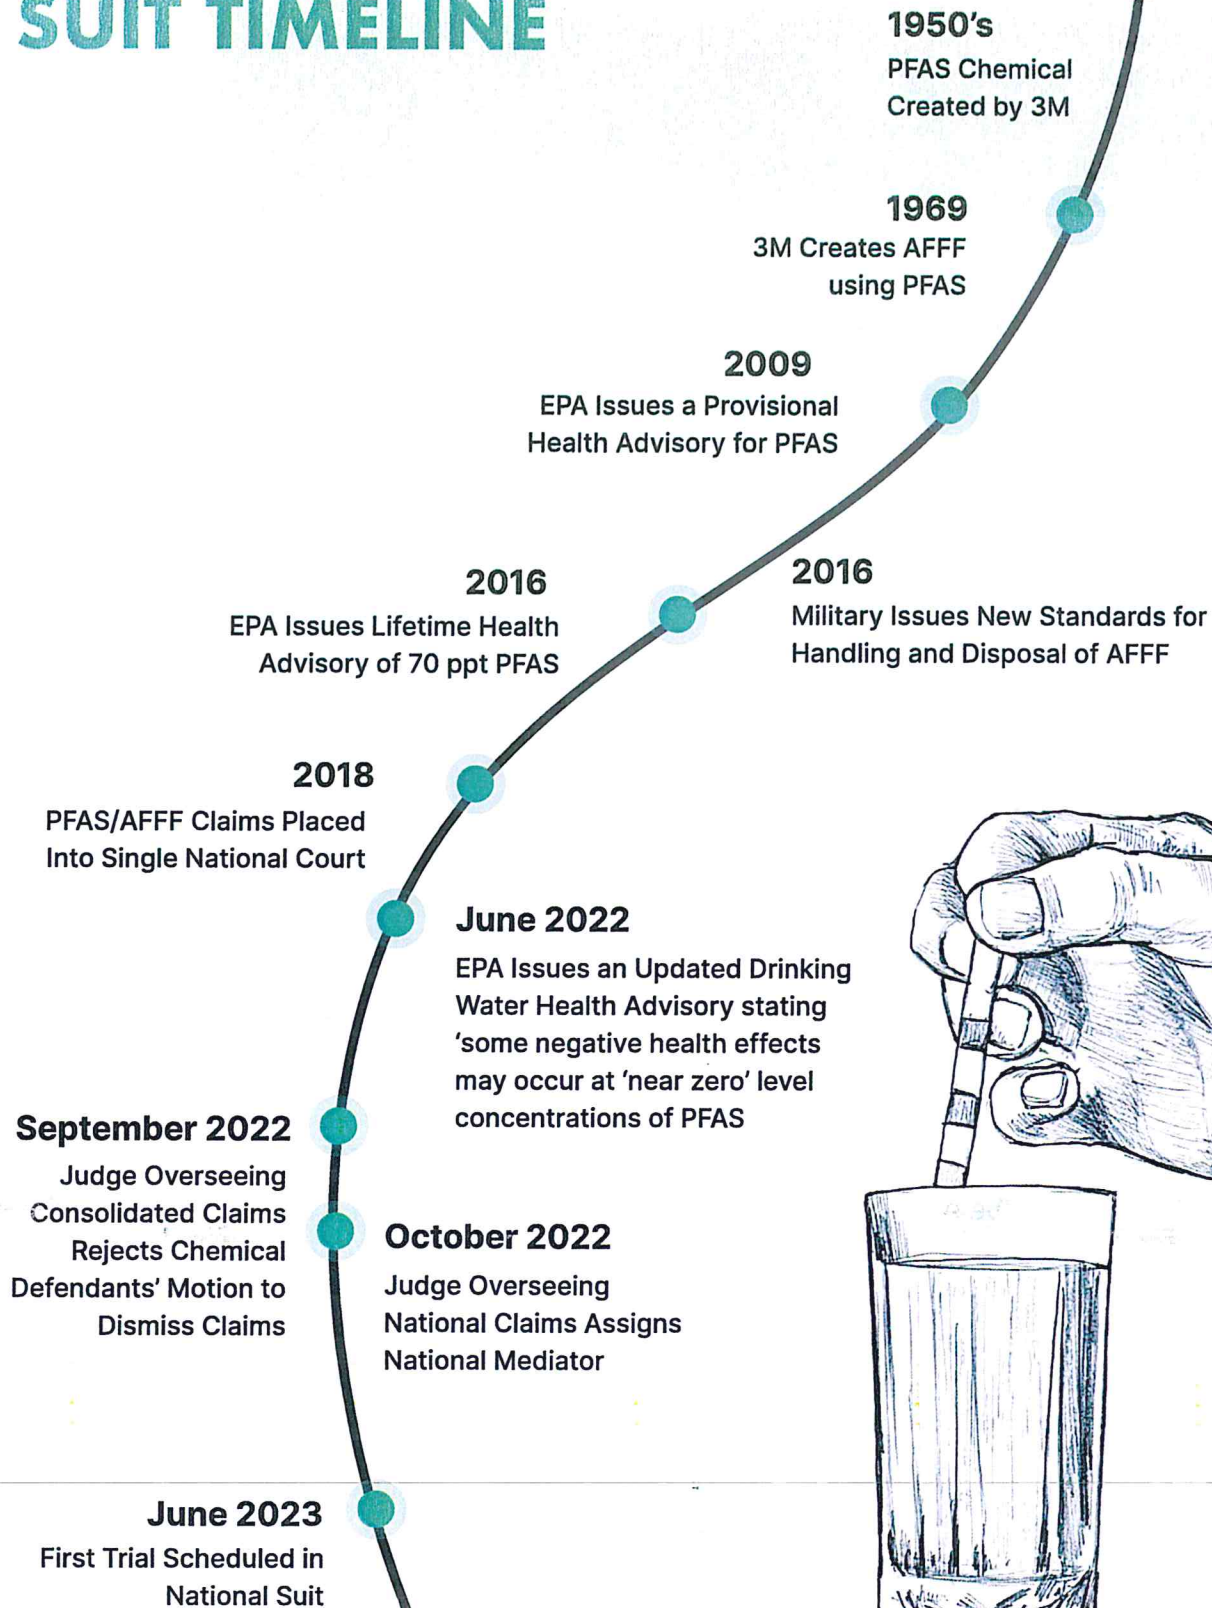 SUIT TIMELINE
1950's
PFAS Chemical
Created by 3M
1969
3M Creates AFFF
using PFAS
2009
EPA Issues a Provisional
Health Advisory for PFAS
2016
EPA Issues Lifetime Health
Advisory of 70 ppt PFAS
2016
Military Issues New Standards for
Handling and Disposal of AFFF
2018
PFAS/AFFF Claims Placed
Into Single National Court
June 2022
EPA Issues an Updated Drinking
Water Health Advisory stating
‘some negative health effects
may occur at ‘near zero’ level
concentrations of PFAS
September 2022
Judge Overseeing
Consolidated Claims
Rejects Chemical
Defendants’ Motion to
Dismiss Claims
October 2022
Judge Overseeing
National Claims Assigns
National Mediator
June 2023
First Trial Scheduled in
National Suit